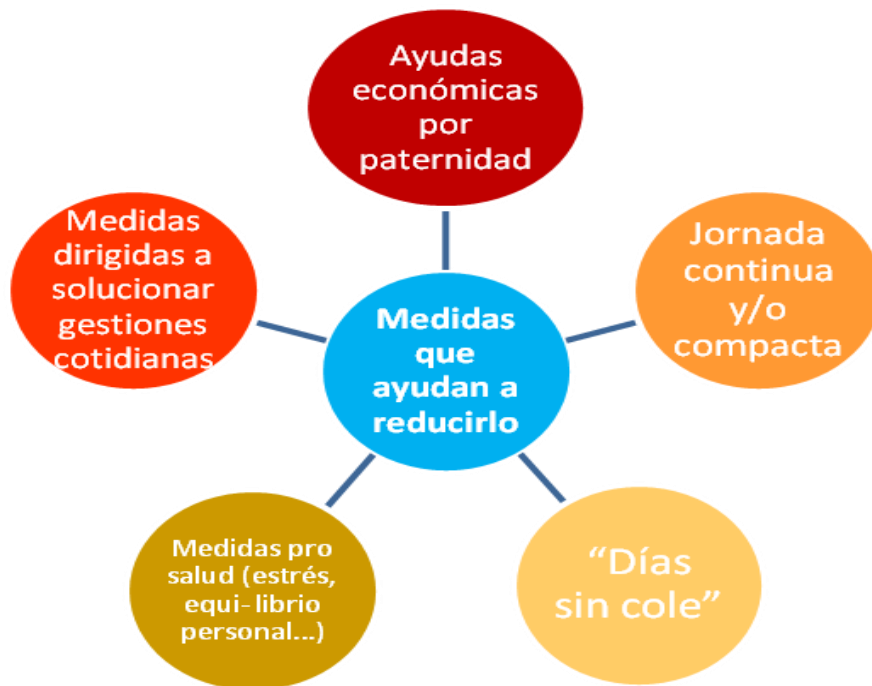 Ayudas
económicas
por
paternidad
Medidas
dirigidas a
solucionar
gestiones
cotidianas
Jornada
continua
y/o
compacta
Medidas
que
ayudan a
reducirlo
Medidas pro
salud (estrés,
equi- librio
personal...)
“Días
sin cole”